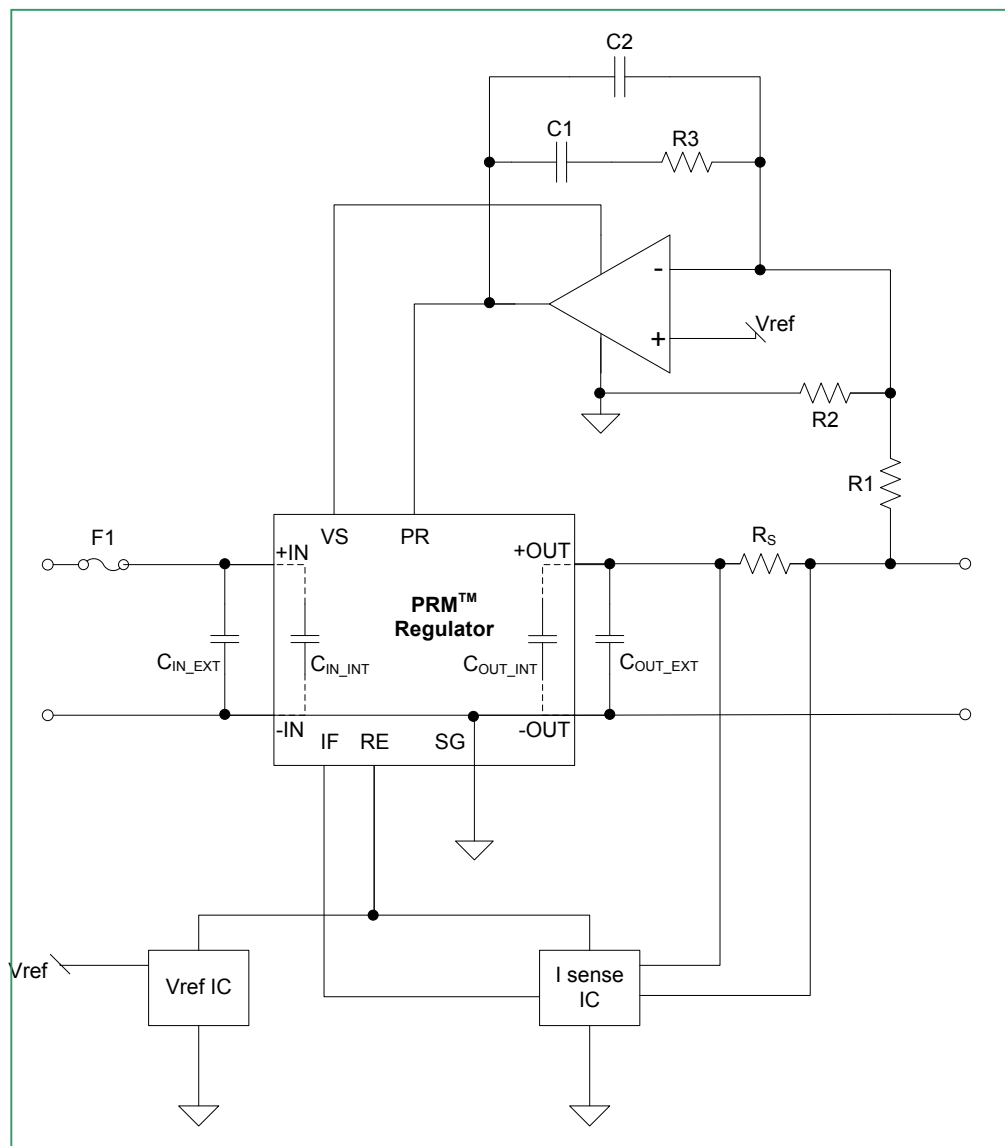 C2
C1
R3
-
+
Vref
R2
R1
F1
VS
PR
+IN
+OUT
RS
PRM™
Regulator
CIN_EXT
CIN_INT
COUT_INT
COUT_EXT
-IN
-OUT
IF
RE
SG
Vref
Vref IC
I sense
IC